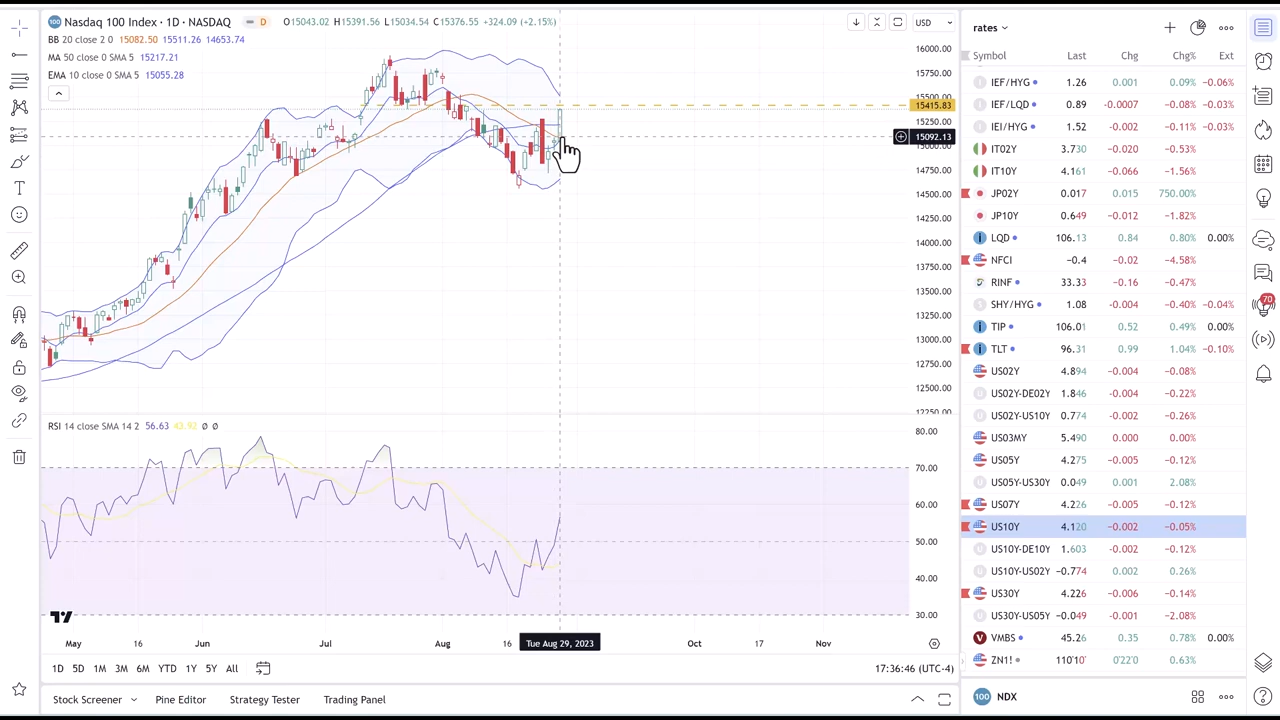 Nasdaq 100 Index · 1D · NASDAQ D O15043.02 H15391.56 L15034.54 C15376.55 +324.09 (+2.15%)
BB 20 close 2 0 15082.50 15511.26 14653.74
MA 50 close 0 SMA 5 15217.21
EMA 10 close 0 SMA 5 15055.28
USD
16000.00
15750.00
15500.00
15415.83
15250.00
15092.13
15000.00
14750.00
14500.00
14250.00
14000.00
13750.00
13500.00
13250.00
13000.00
12750.00
12500.00
12250.00
RSI 14 close SMA 14 2 56.63 43.93 Ø Ø
80.00
70.00
60.00
50.00
40.00
30.00
May 16 Jun Jul Aug 16 Tue Aug 29, 2023 Oct 17 Nov
1D 5D 1M 3M 6M YTD 1Y 5Y All 17:36:46 (UTC-4)
Stock Screener Pine Editor Strategy Tester Trading Panel
rates
Symbol Last Chg Chg% Ext
IEF/HYG 1.26 0.001 0.09% −0.06%
IEF/LQD 0.89 −0.0007 −0.08% −0.03%
IEI/HYG 1.52 −0.002 −0.11% −0.03%
IT02Y 3.730 −0.020 −0.53%
IT10Y 4.161 −0.066 −1.56%
JP02Y 0.017 0.015 750.00%
JP10Y 0.649 −0.012 −1.82%
LQD 106.13 0.84 0.80% 0.00%
NFCI −0.4 −0.02 −4.58%
RINF 33.33 −0.16 −0.47%
SHY/HYG 1.08 −0.004 −0.40% −0.04%
TIP 106.01 0.52 0.49% 0.00%
TLT 96.31 0.99 1.04% −0.10%
US02Y 4.894 −0.004 −0.08%
US02Y-DE02Y 1.846 −0.004 −0.22%
US02Y-US10Y 0.774 −0.002 −0.26%
US03MY 5.490 0.000 0.00%
US05Y 4.275 −0.005 −0.12%
US05Y-US30Y 0.049 0.001 2.08%
US07Y 4.226 −0.005 −0.12%
US10Y 4.120 −0.002 −0.05%
US10Y-DE10Y 1.603 −0.002 −0.12%
US10Y-US02Y −0.774 0.002 0.26%
US30Y 4.226 −0.006 −0.14%
US30Y-US05Y −0.049 −0.001 −2.08%
VMBS 45.26 0.35 0.78% 0.00%
ZN1! 110'10' 0'22'0 0.63%
100 NDX
70